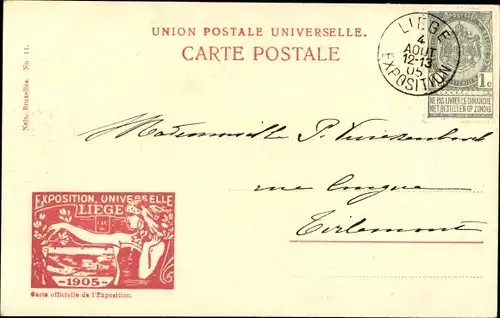 UNION POSTALE UNIVERSELLE.
CARTE POSTALE
Nels, Bruxelles. No. 11.
LIEGE
4
AOUT
12-13
05
EXPOSITION
1c
NE PAS LIVRER LE DIMANCHE
NIET BESTELLEN OP ZONDAG
Mademoiselle P.
rue longue
Tirlemont
EXPOSITION UNIVERSELLE
LIEGE
-1905-
Carte officielle de l'Exposition.